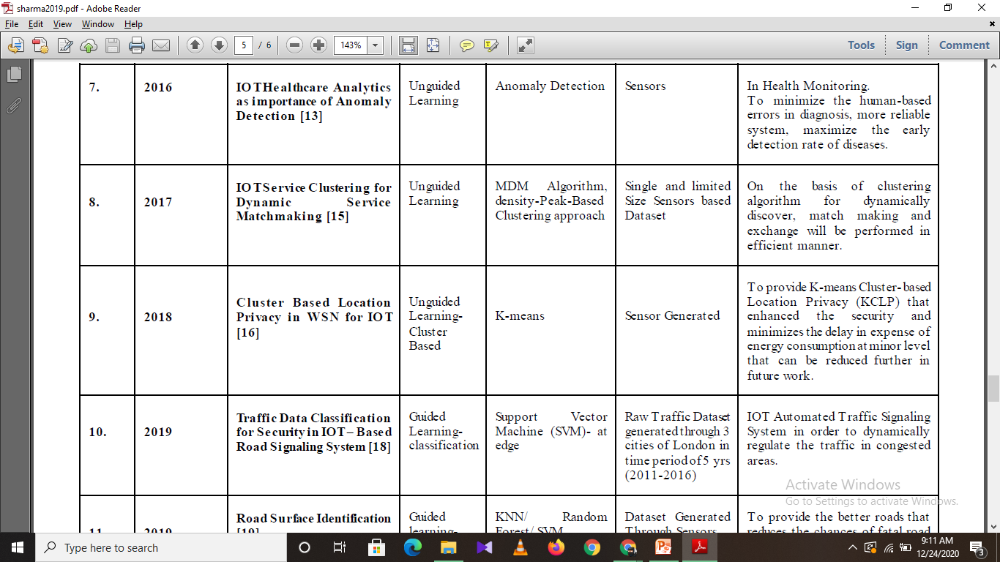 sharma2019.pdf - Adobe Reader
File Edit View Window Help
5 / 6 143% Tools Sign Comment
7.
2016
IOT Healthcare Analytics
as importance of Anomaly
Detection [13]
Unguided
Learning
Anomaly Detection
Sensors
In Health Monitoring.
To minimize the human-based
errors in diagnosis, more reliable
system, maximize the early
detection rate of diseases.
8.
2017
IOT Service Clustering for
Dynamic Service
Matchmaking [15]
Unguided
Learning
MDM Algorithm,
density-Peak-Based
Clustering approach
Single and limited
Size Sensors based
Dataset
On the basis of clustering
algorithm for dynamically
discover, match making and
exchange will be performed in
efficient manner.
9.
2018
Cluster Based Location
Privacy in WSN for IOT
[16]
Unguided
Learning-
Cluster
Based
K-means
Sensor Generated
To provide K-means Cluster-based
Location Privacy (KCLP) that
enhanced the security and
minimizes the delay in expense of
energy consumption at minor level
that can be reduced further in
future work.
10.
2019
Traffic Data Classification
for Security in IOT – Based
Road Signaling System [18]
Guided
Learning-
classification
Support Vector
Machine (SVM)- at
edge
Raw Traffic Dataset
generated through 3
cities of London in
time period of 5 yrs
(2011-2016)
IOT Automated Traffic Signaling
System in order to dynamically
regulate the traffic in congested
areas.
11.
2019
Road Surface Identification
[19]
Guided
learning-
KNN/ Random
Forest/ SVM
Dataset Generated
Through Sensors
To provide the better roads that
reduces the chances of fatal road
Activate Windows
Go to Settings to activate Windows.
Type here to search
9:11 AM
12/24/2020
3